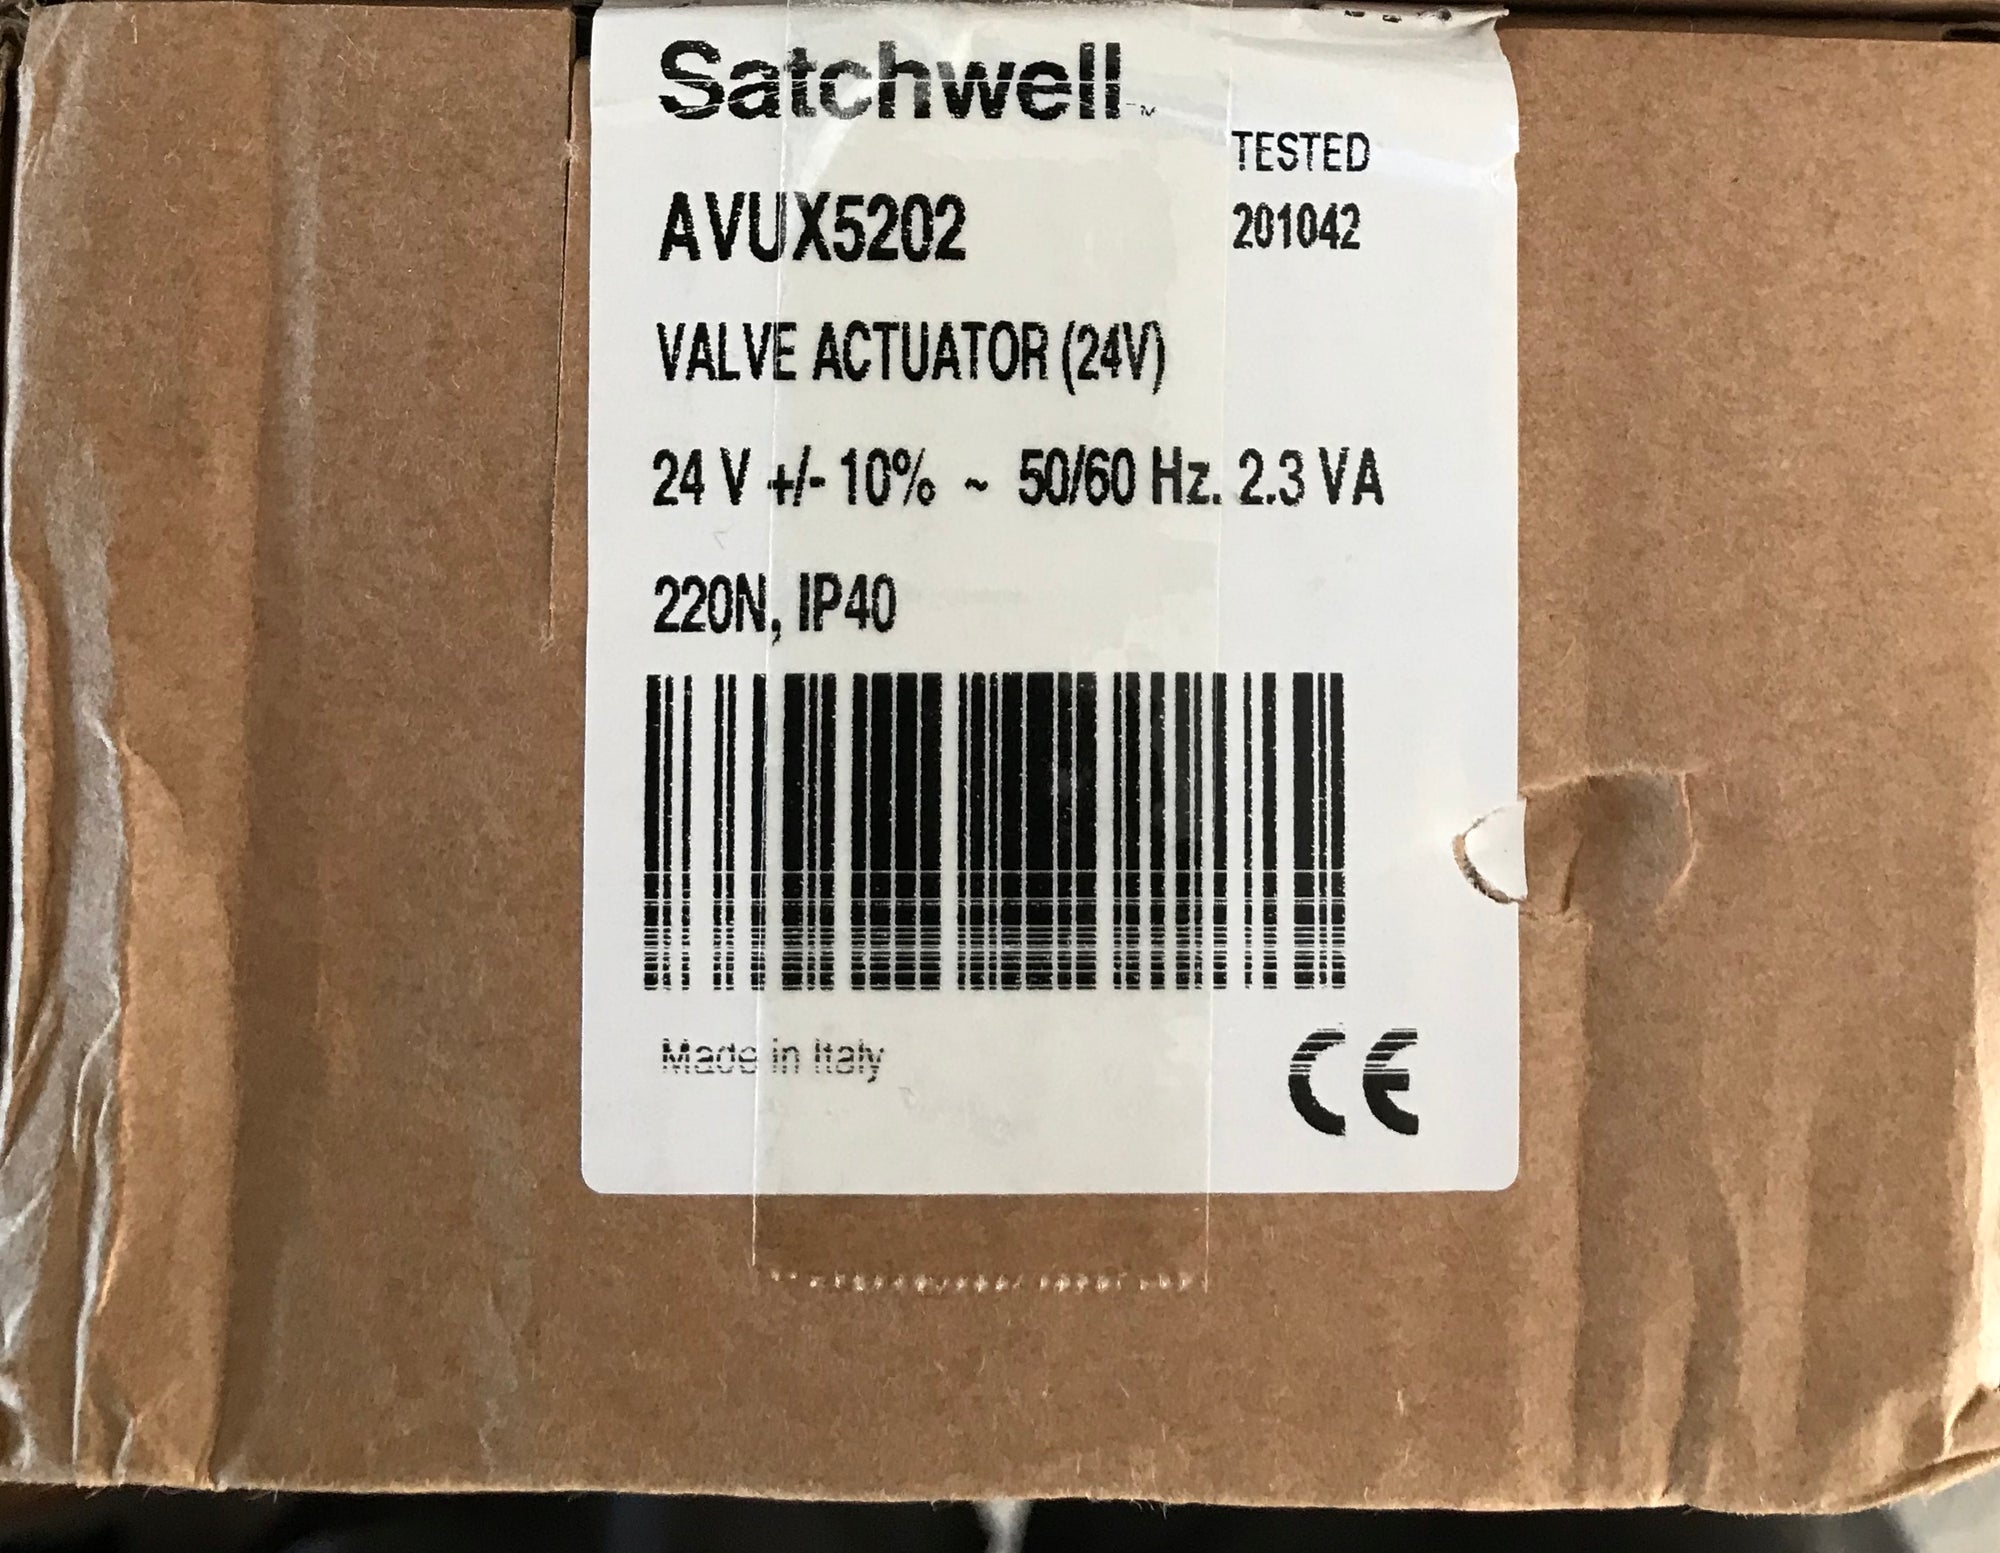 Satchwell™
TESTED
AVUX5202
201042
VALVE ACTUATOR (24V)
24 V +/- 10% ~ 50/60 Hz. 2.3 VA
220N, IP40
Made in Italy
CE